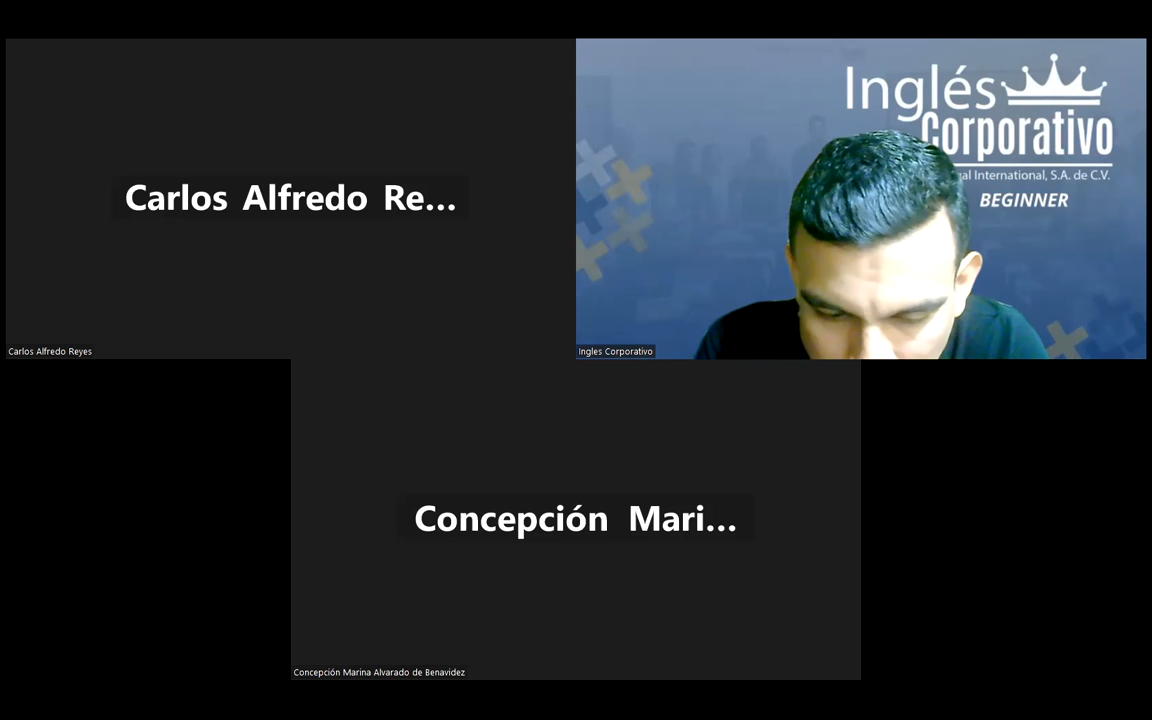 Carlos Alfredo Re...
Carlos Alfredo Reyes
Inglés
Corporativo
gal International, S.A. de C.V.
BEGINNER
Ingles Corporativo
Concepción Mari...
Concepción Marina Alvarado de Benavidez